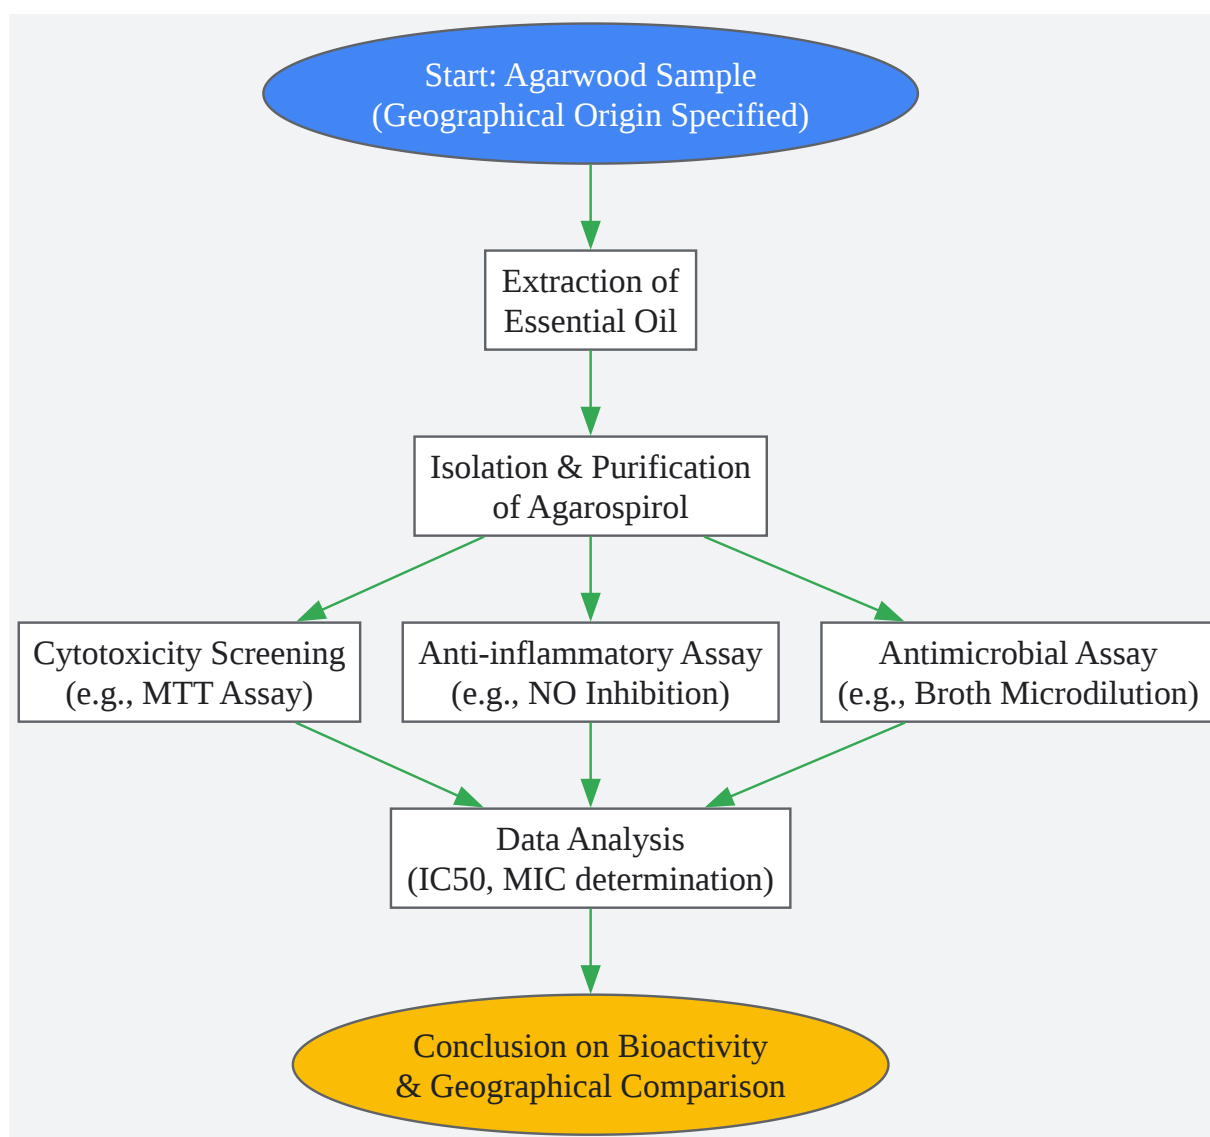 Start: Agarwood Sample
(Geographical Origin Specified)
Extraction of
Essential Oil
Isolation & Purification
of Agarospirol
Cytotoxicity Screening
(e.g., MTT Assay)
Anti-inflammatory Assay
(e.g., NO Inhibition)
Antimicrobial Assay
(e.g., Broth Microdilution)
Data Analysis
(IC50, MIC determination)
Conclusion on Bioactivity
& Geographical Comparison